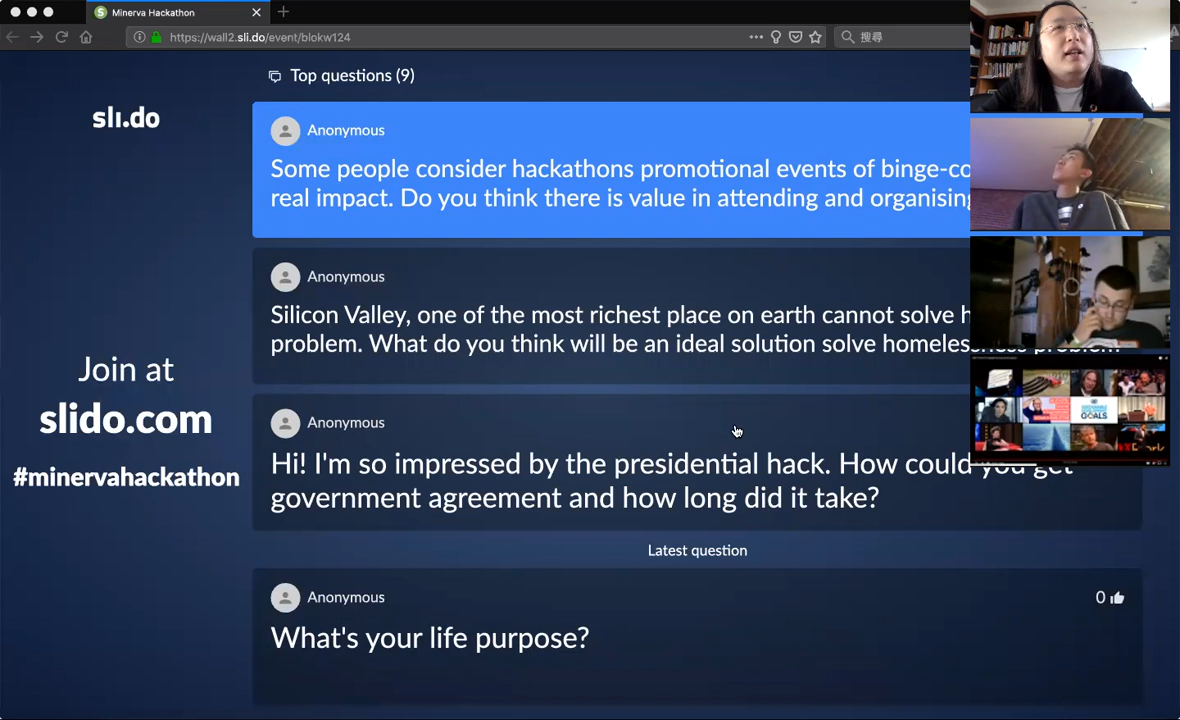 Minerva Hackathon
https://wall2.sli.do/event/blokw124
搜尋
Top questions (9)
sli.do
Anonymous
Some people consider hackathons promotional events of binge-co
real impact. Do you think there is value in attending and organising
Anonymous
Silicon Valley, one of the most richest place on earth cannot solve h
problem. What do you think will be an ideal solution solve homelessness problem?
Join at
slido.com
#minervahackathon
Anonymous
Hi! I'm so impressed by the presidential hack. How could you get
government agreement and how long did it take?
Latest question
Anonymous
0
What's your life purpose?
GOALS